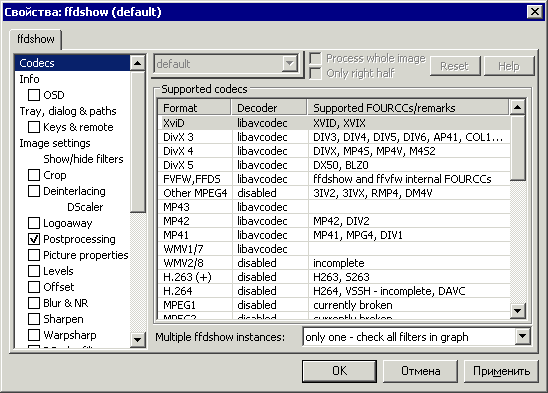 Свойства: ffdshow (default)
ffdshow
Codecs
Info
OSD
Tray, dialog & paths
Keys & remote
Image settings
Show/hide filters
Crop
Deinterlacing
DScaler
Logoaway
Postprocessing
Picture properties
Levels
Offset
Blur & NR
Sharpen
Warpsharp
default
Process whole image
Only right half
Reset
Help
Supported codecs
Format Decoder Supported FOURCCs/remarks
XviD libavcodec XVID, XVIX
DivX 3 libavcodec DIV3, DIV4, DIV5, DIV6, AP41, COL1...
DivX 4 libavcodec DIVX, MP4S, MP4V, M4S2
DivX 5 libavcodec DX50, BLZ0
FVFW,FFDS libavcodec ffdshow and ffvfw internal FOURCCs
Other MPEG4 disabled 3IV2, 3IVX, RMP4, DM4V
MP43 libavcodec
MP42 libavcodec MP42, DIV2
MP41 libavcodec MP41, MPG4, DIV1
WMV1/7 libavcodec
WMV2/8 disabled incomplete
H.263 (+) disabled H263, S263
H.264 disabled H264, VSSH - incomplete, DAVC
MPEG1 disabled currently broken
MPEG2 disabled currently broken
Multiple ffdshow instances: only one - check all filters in graph
OK
Отмена
Применить